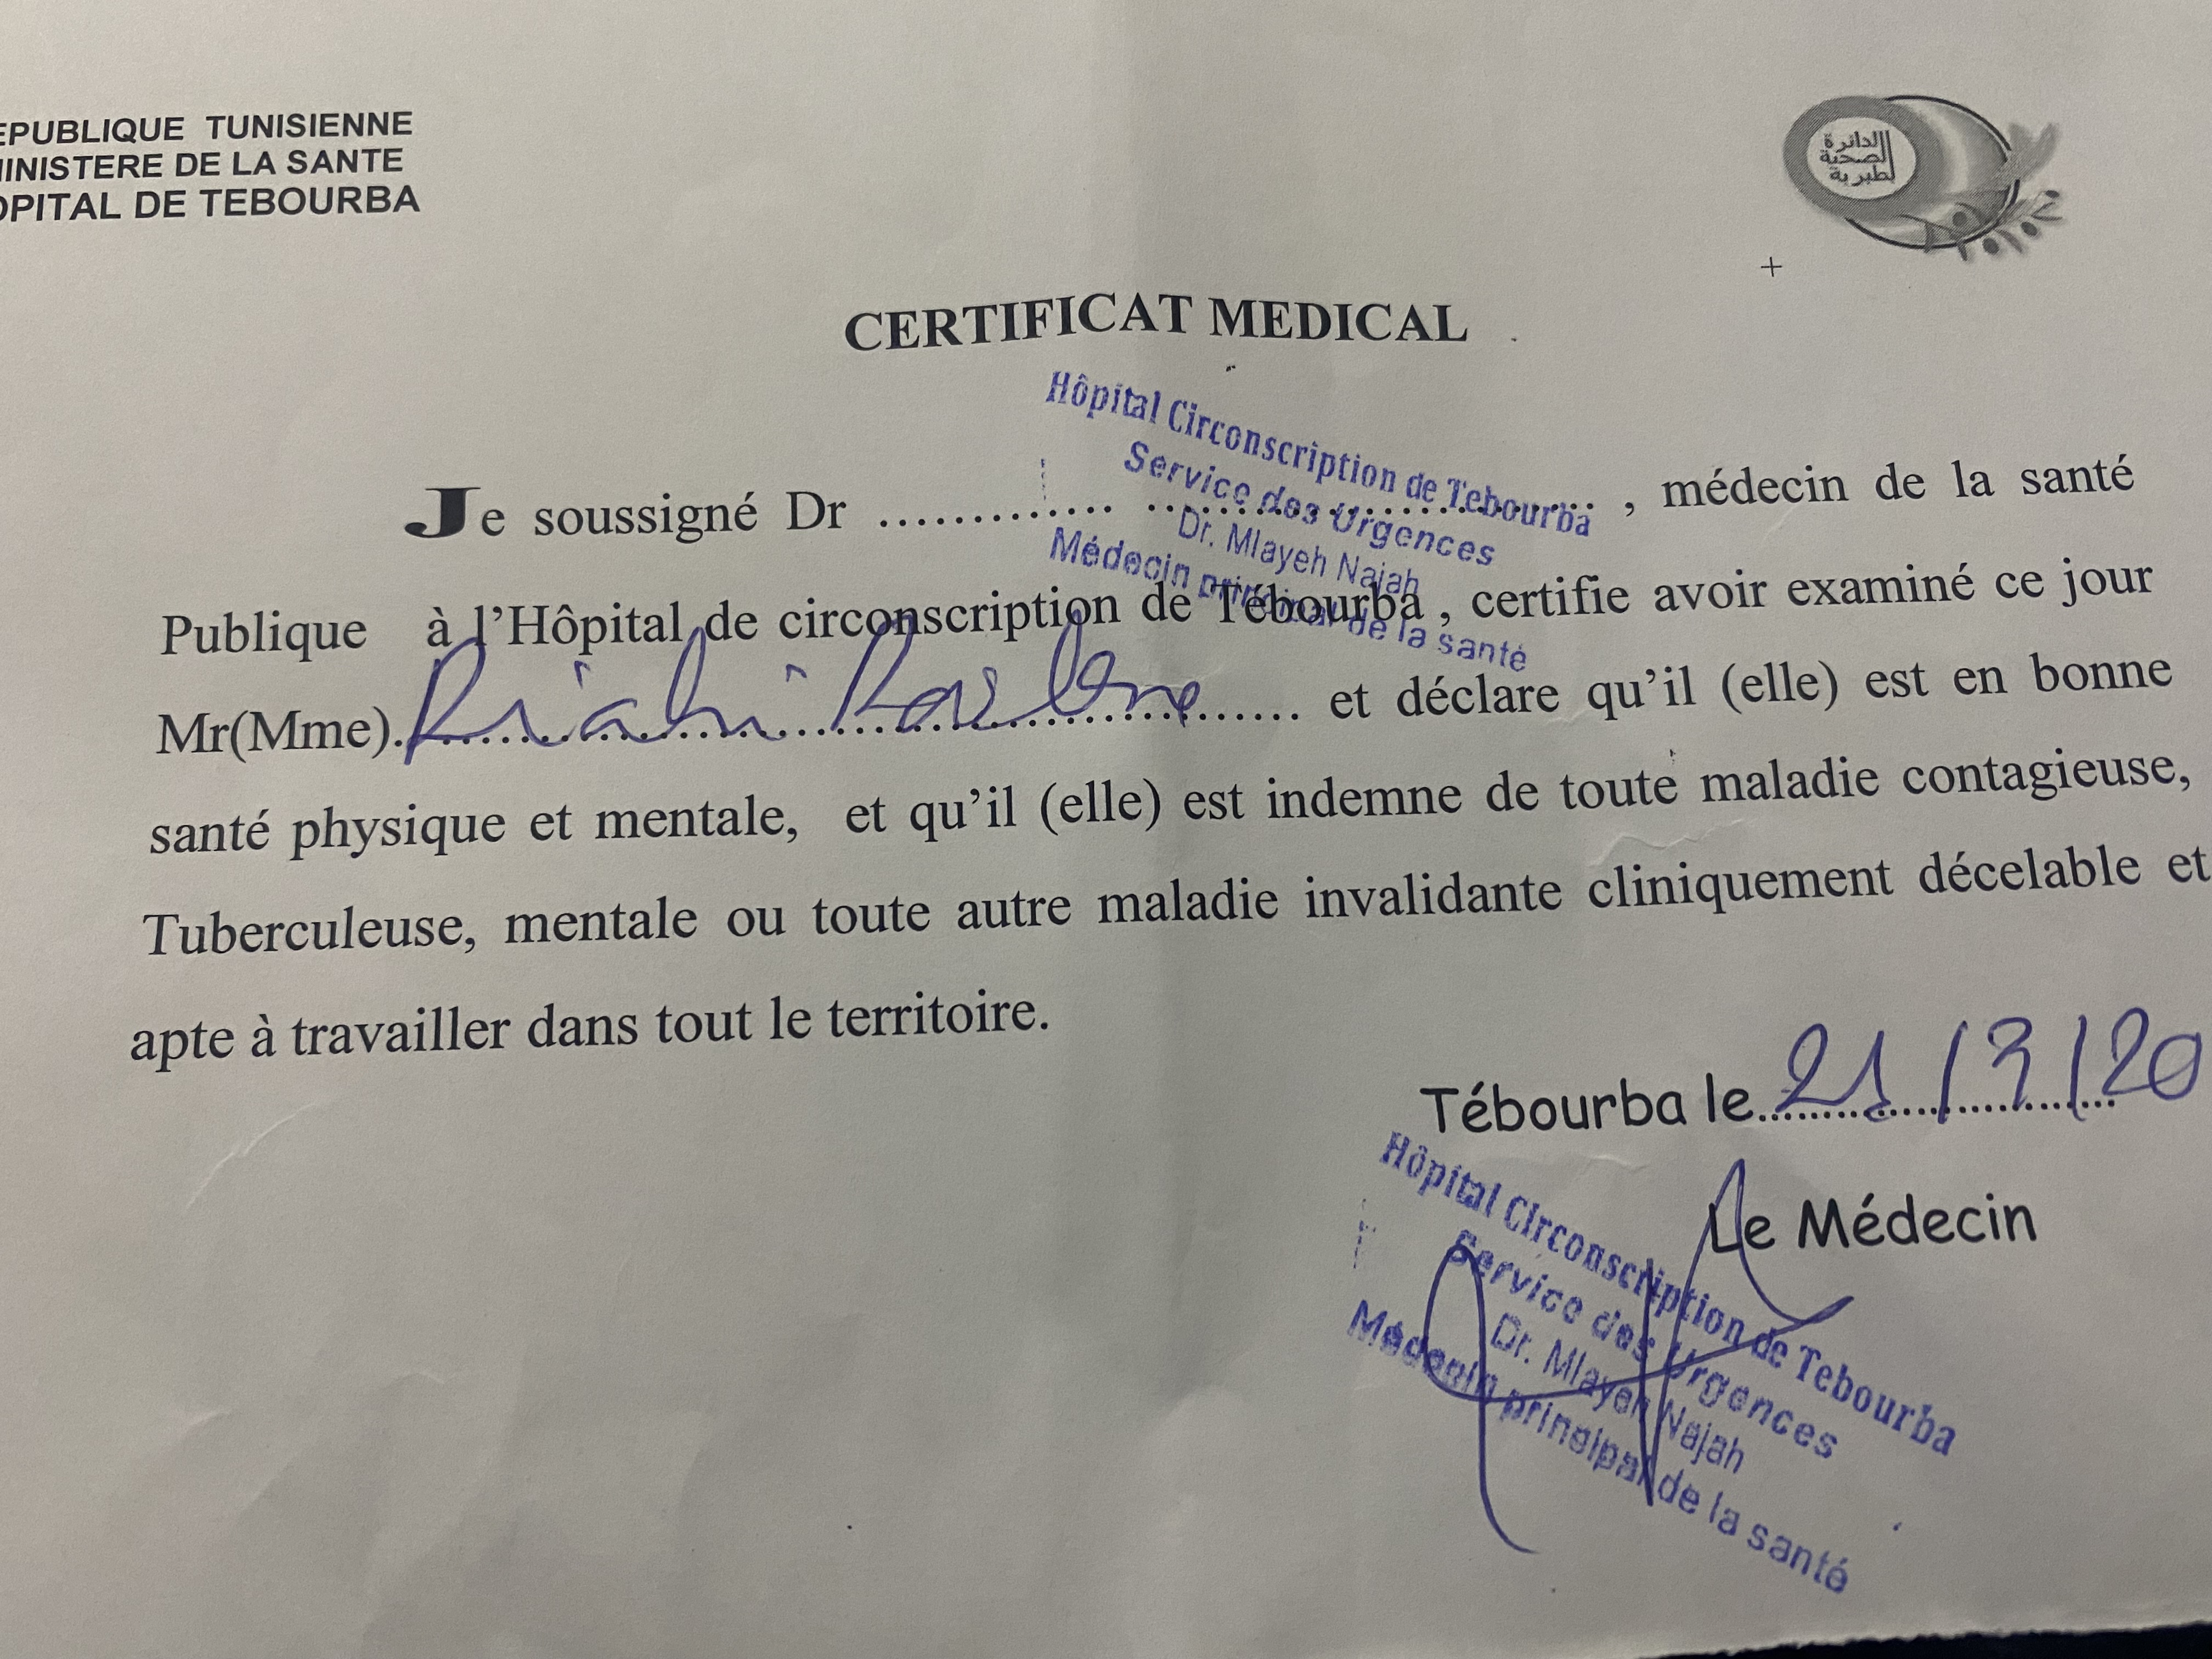 EPUBLIQUE TUNISIENNE
MINISTERE DE LA SANTE
OPITAL DE TEBOURBA
الدائرة
الصحية
لطبربة
+
CERTIFICAT MEDICAL
Hôpital Circonscription de Tebourba
Service des Urgences
Dr. Mlayeh Najah
Médecin principal de la santé
Je soussigné Dr .............................. , médecin de la santé
Publique à l'Hôpital de circonscription de Tébourba , certifie avoir examiné ce jour
Mr(Mme). Riahi ......... et déclare qu'il (elle) est en bonne
santé physique et mentale, et qu'il (elle) est indemne de toute maladie contagieuse,
Tuberculeuse, mentale ou toute autre maladie invalidante cliniquement décelable et
apte à travailler dans tout le territoire.
Tébourba le 21/3/20
Le Médecin
Hôpital Circonscription de Tebourba
Service des Urgences
Dr. Mlayeh Najah
Médecin principal de la santé